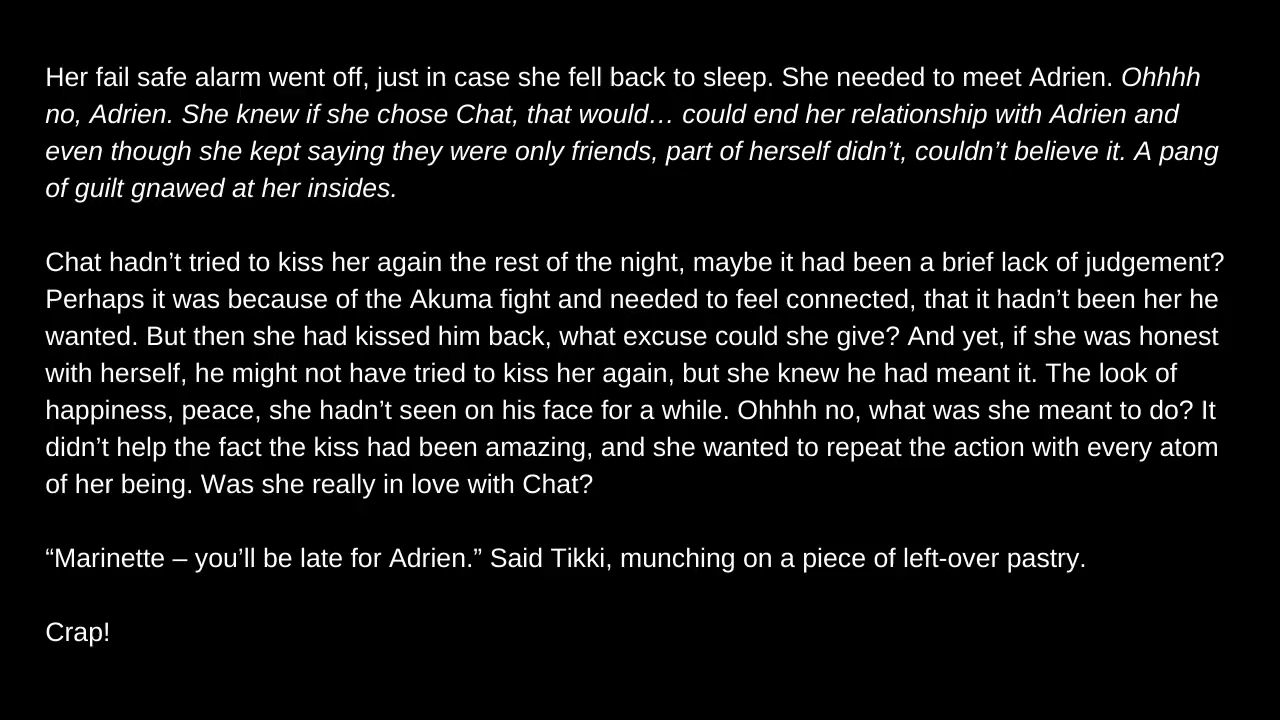 Her fail safe alarm went off, just in case she fell back to sleep. She needed to meet Adrien. Ohhhh
no, Adrien. She knew if she chose Chat, that would… could end her relationship with Adrien and
even though she kept saying they were only friends, part of herself didn’t, couldn’t believe it. A pang
of guilt gnawed at her insides.
Chat hadn’t tried to kiss her again the rest of the night, maybe it had been a brief lack of judgement?
Perhaps it was because of the Akuma fight and needed to feel connected, that it hadn’t been her he
wanted. But then she had kissed him back, what excuse could she give? And yet, if she was honest
with herself, he might not have tried to kiss her again, but she knew he had meant it. The look of
happiness, peace, she hadn’t seen on his face for a while. Ohhhh no, what was she meant to do? It
didn’t help the fact the kiss had been amazing, and she wanted to repeat the action with every atom
of her being. Was she really in love with Chat?
“Marinette – you’ll be late for Adrien.” Said Tikki, munching on a piece of left-over pastry.
Crap!